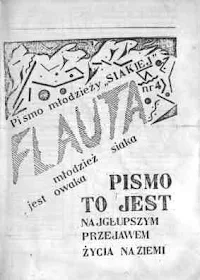 Pismo młodzieży "SIAKIEJ"
nr 4
FLAUTA
młodzież siaka
jest owaka
PISMO
TO JEST
NAJGŁUPSZYM
PRZEJAWEM
ŻYCIA NA ZIEMI